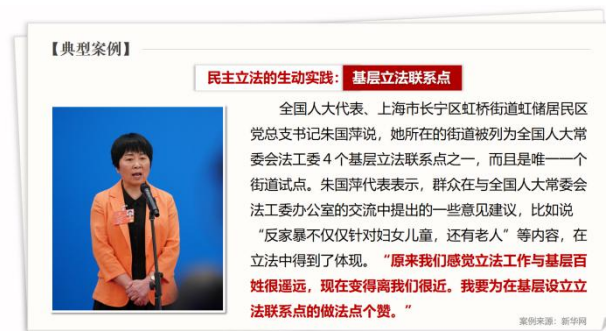 【典型案例】
民主立法的生动实践： 基层立法联系点
全国人大代表、上海市长宁区虹桥街道虹储居民区
党总支书记朱国萍说，她所在的街道被列为全国人大常
委会法工委4个基层立法联系点之一，而且是唯一一个
街道试点。朱国萍代表表示，群众在与全国人大常委会
法工委办公室的交流中提出的一些意见建议，比如说
“反家暴不仅仅针对妇女儿童，还有老人”等内容，在
立法中得到了体现。“原来我们感觉立法工作与基层百
姓很遥远，现在变得离我们很近。我要为在基层设立立
法联系点的做法点个赞。”
案例来源：新华网